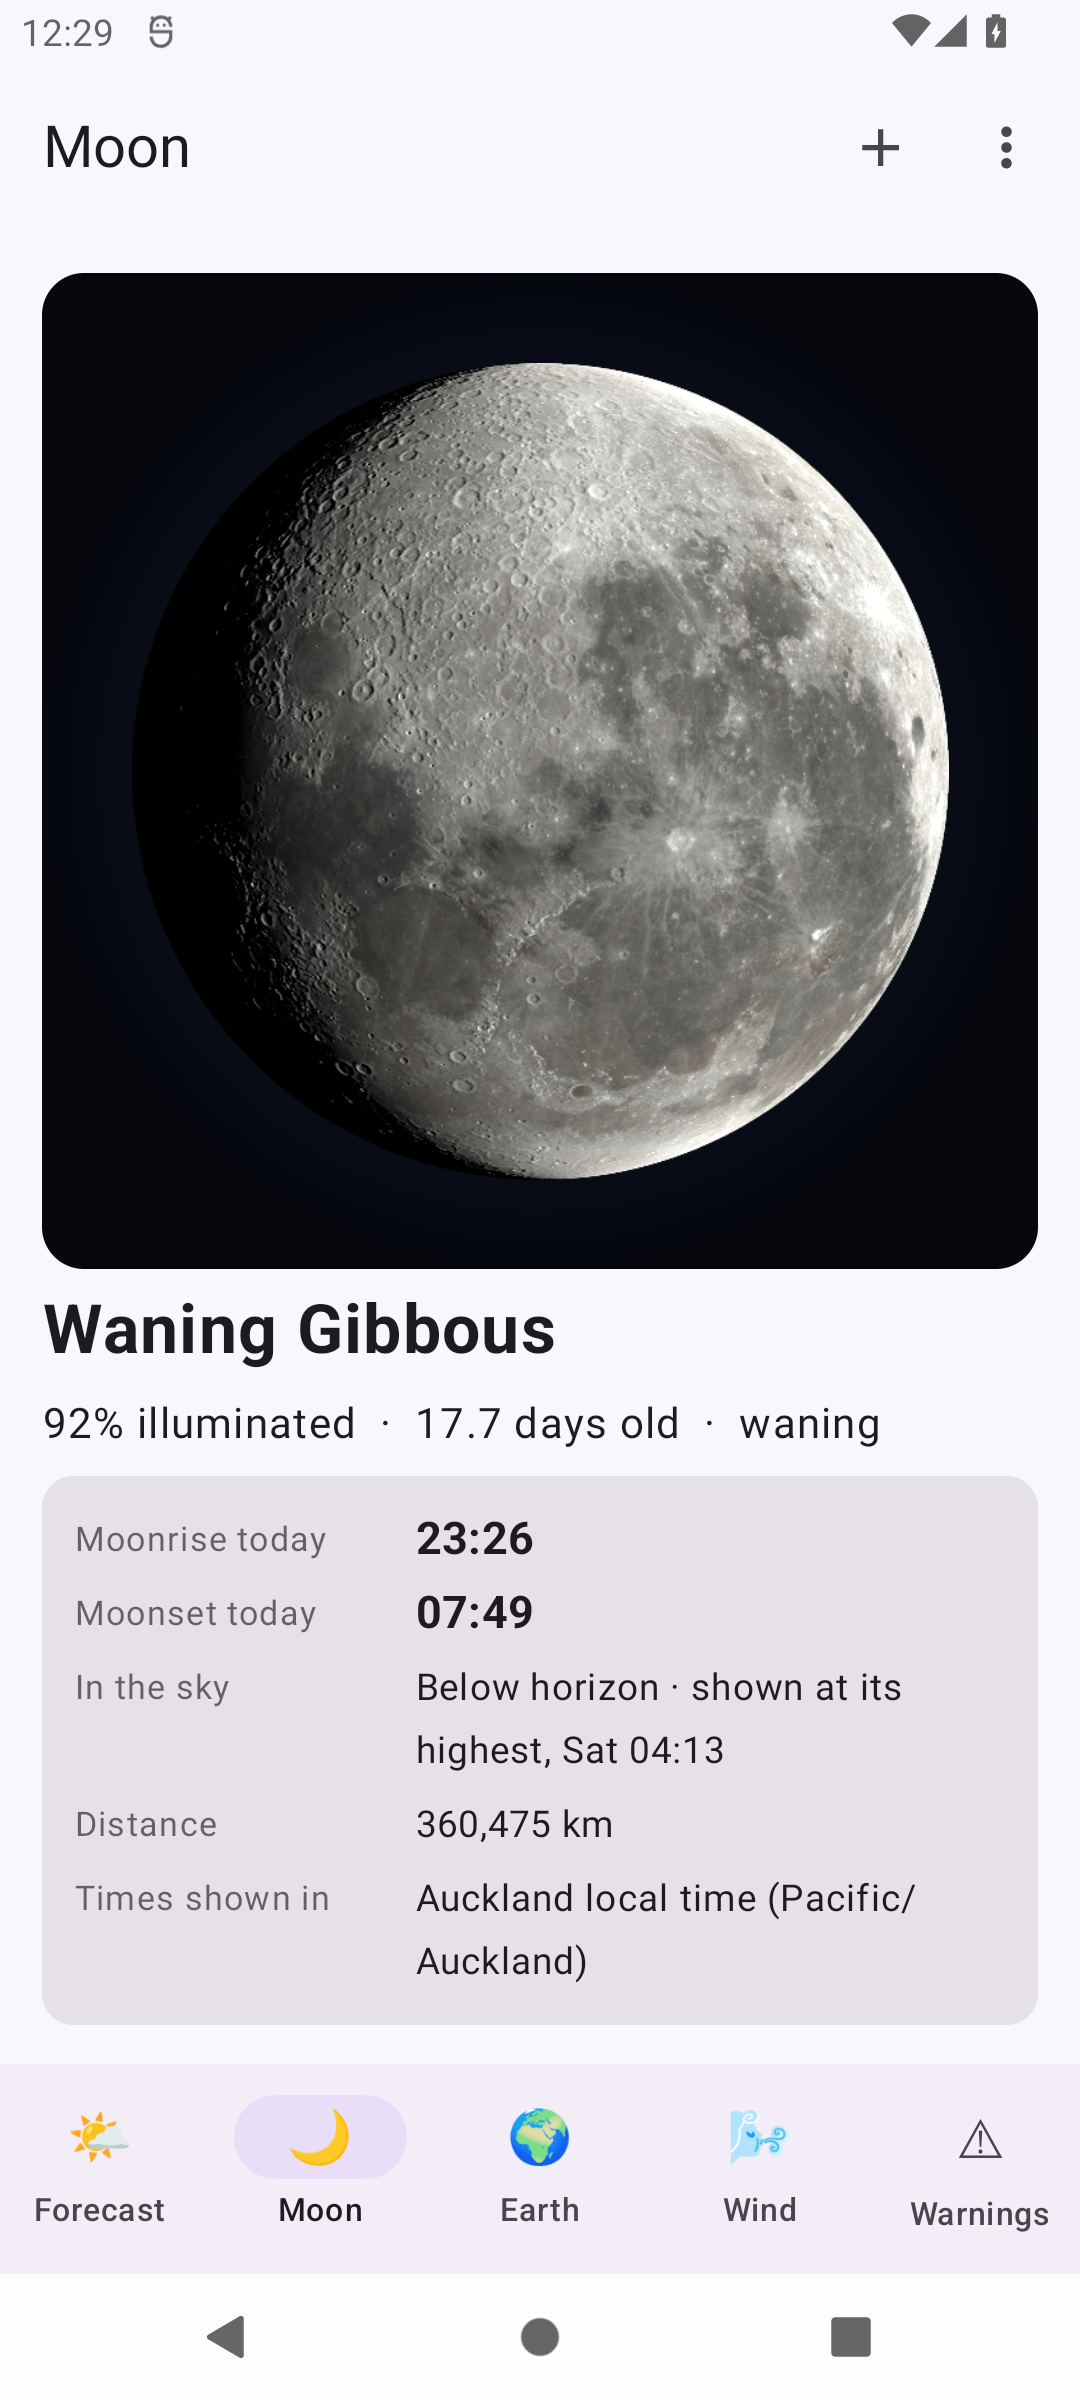 12:29
Moon
Waning Gibbous
92% illuminated · 17.7 days old · waning
Moonrise today 23:26
Moonset today 07:49
In the sky Below horizon · shown at its
highest, Sat 04:13
Distance 360,475 km
Times shown in Auckland local time (Pacific/
Auckland)
Forecast Moon Earth Wind Warnings